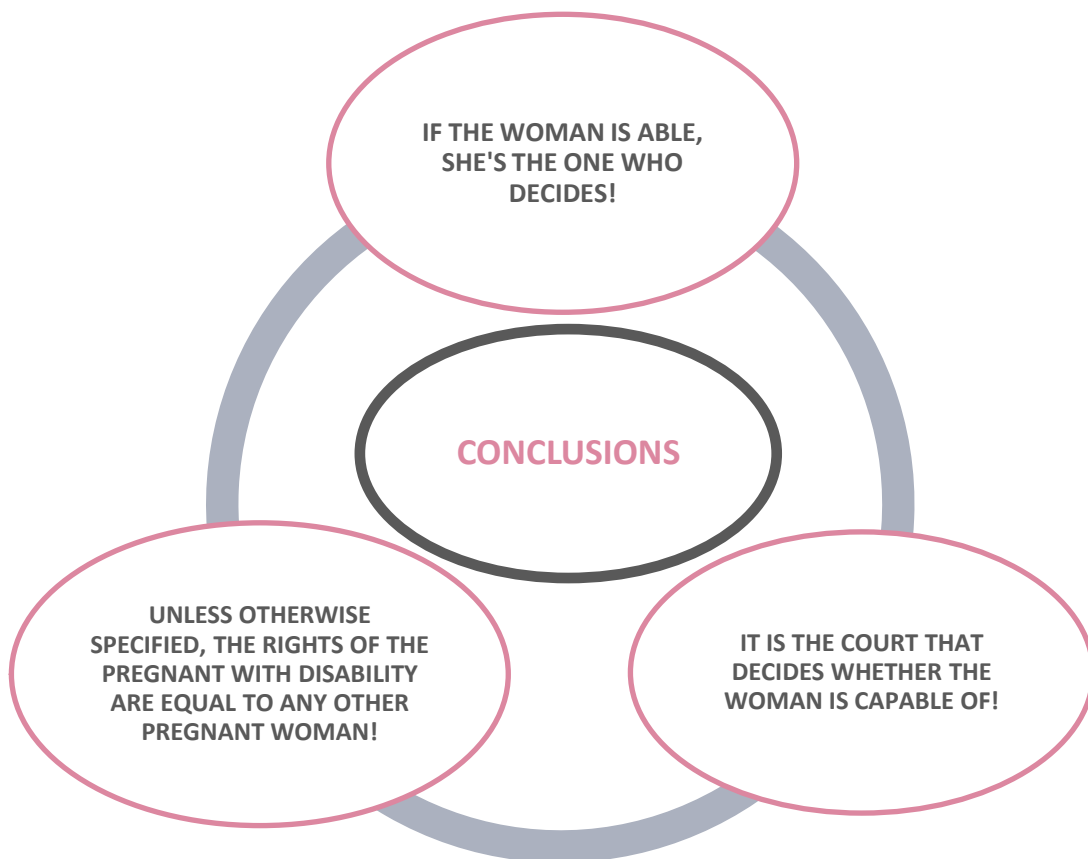 IF THE WOMAN IS ABLE,
SHE'S THE ONE WHO
DECIDES!
CONCLUSIONS
UNLESS OTHERWISE
SPECIFIED, THE RIGHTS OF THE
PREGNANT WITH DISABILITY
ARE EQUAL TO ANY OTHER
PREGNANT WOMAN!
IT IS THE COURT THAT
DECIDES WHETHER THE
WOMAN IS CAPABLE OF!